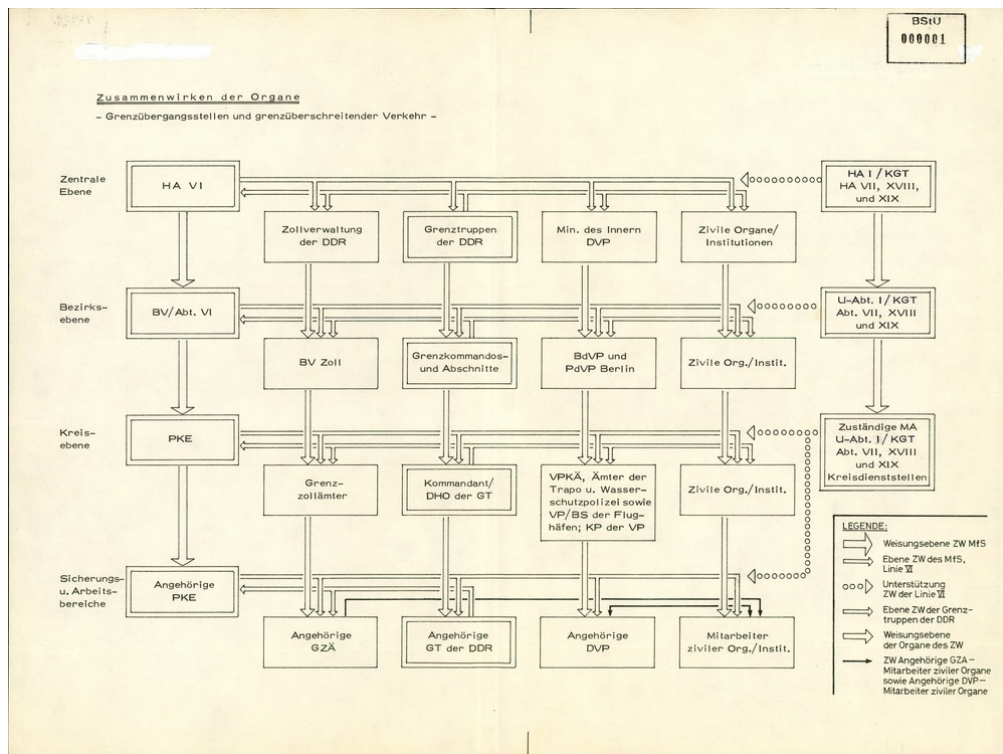 BStU
000001
Zusammenwirken der Organe
- Grenzübergangsstellen und grenzüberschreitender Verkehr -
Zentrale
Ebene
HA VI
HA I / KGT
HA VII, XVIII,
und XIX
Zollverwaltung
der DDR
Grenztruppen
der DDR
Min. des Innern
DVP
Zivile Organe/
Institutionen
Bezirks-
ebene
BV/Abt. VI
U-Abt. I / KGT
Abt. VII, XVIII
und XIX
BV Zoll
Grenzkommandos-
und Abschnitte
BdVP und
PdVP Berlin
Zivile Org./Instit.
Kreis-
ebene
PKE
Zuständige MA
U-Abt. I / KGT
Abt. VII, XVIII
und XIX
Kreisdienststellen
Grenz-
zollämter
Kommandant/
DHO der GT
VPKÄ, Ämter der
Trapo u. Wasser-
schutzpolizei sowie
VP/BS der Flug-
häfen; KP der VP
Zivile Org./Instit.
Sicherungs-
u. Arbeits-
bereiche
Angehörige
PKE
Angehörige
GZÄ
Angehörige
GT der DDR
Angehörige
DVP
Mitarbeiter
ziviler Org./Instit.
LEGENDE:
Weisungsebene ZW MfS
Ebene ZW des MfS,
Linie VI
Unterstützung
ZW der Linie VI
Ebene ZW der Grenz-
truppen der DDR
Weisungsebene
der Organe des ZW
ZW Angehörige GZA-
Mitarbeiter ziviler Organe
sowie Angehörige DVP-
Mitarbeiter ziviler Organe